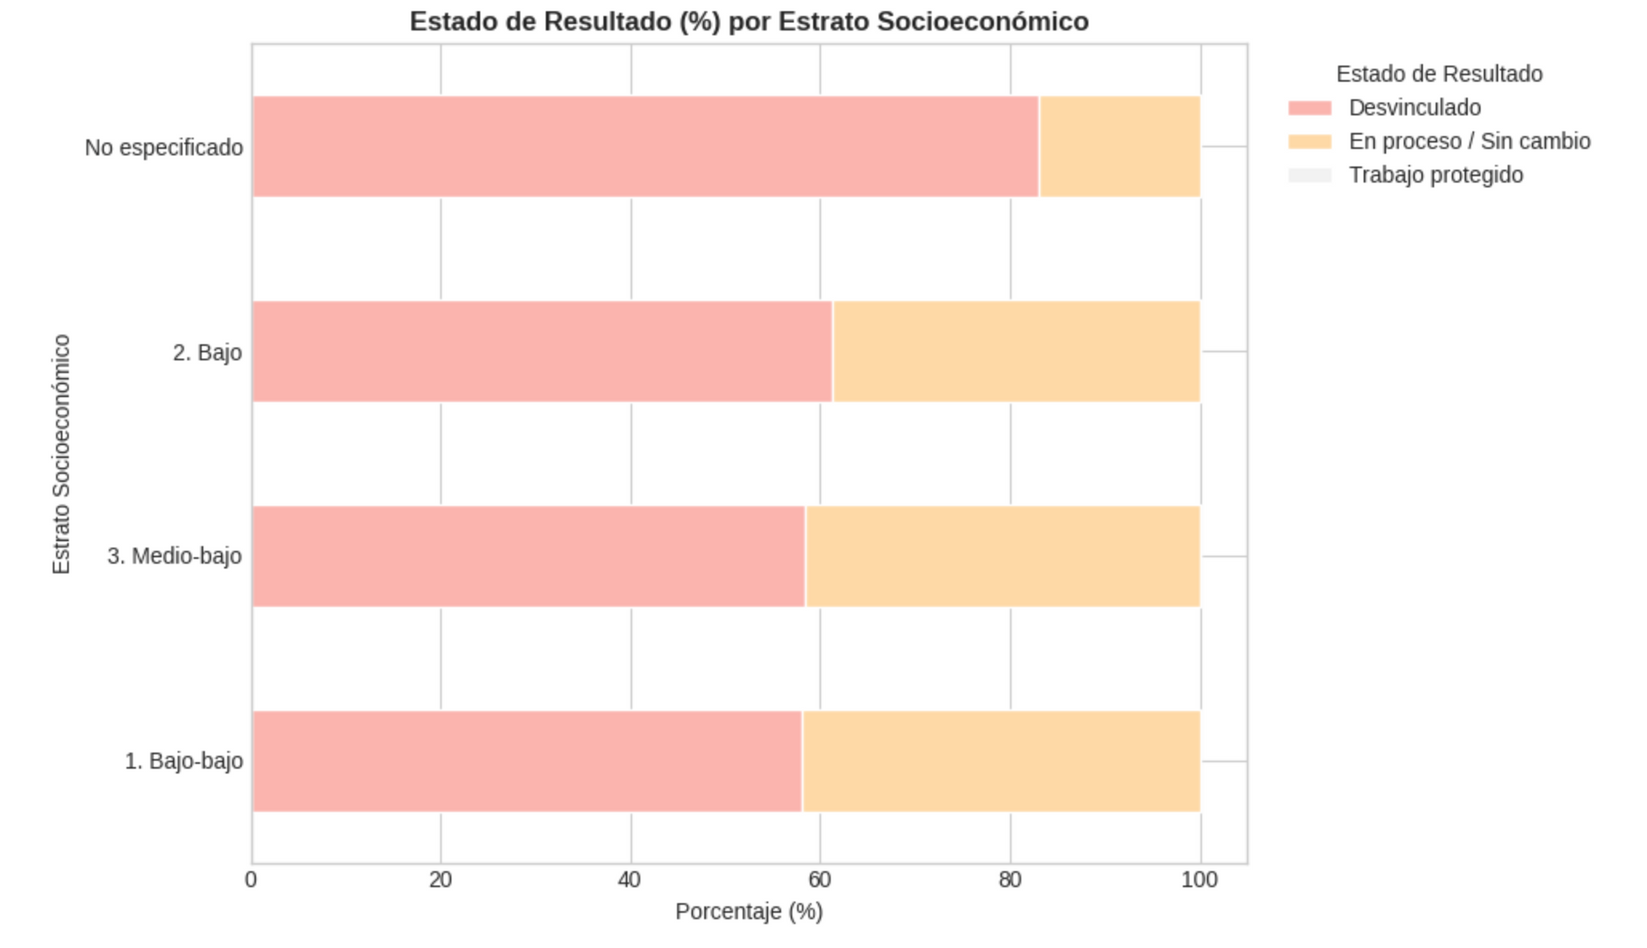 Estado de Resultado (%) por Estrato Socioeconómico
Estado de Resultado
Desvinculado
En proceso / Sin cambio
Trabajo protegido
Estrato Socioeconómico
No especificado
2. Bajo
3. Medio-bajo
1. Bajo-bajo
0 20 40 60 80 100
Porcentaje (%)